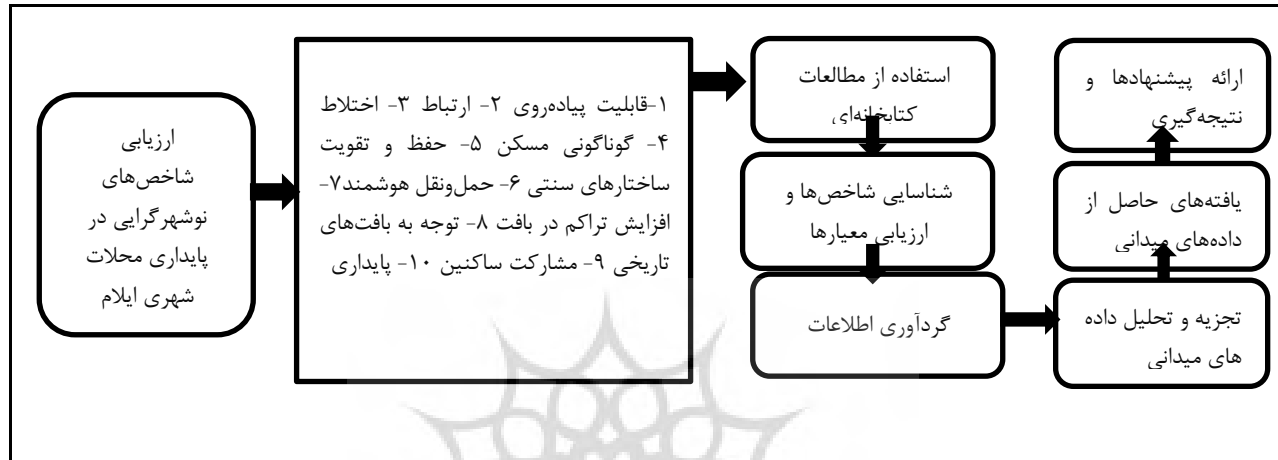 ارزیابی
شاخص‌های
نوشهرگرایی در
پایداری محلات
شهری ایلام
۱-قابلیت پیاده‌روی ۲- ارتباط ۳- اختلاط
۴- گوناگونی مسکن ۵- حفظ و تقویت
ساختارهای سنتی ۶- حمل‌ونقل هوشمند۷-
افزایش تراکم در بافت ۸- توجه به بافت‌های
تاریخی ۹- مشارکت ساکنین ۱۰- پایداری
استفاده از مطالعات
کتابخانه‌ای
شناسایی شاخص‌ها و
ارزیابی معیارها
گردآوری اطلاعات
تجزیه و تحلیل داده
های میدانی
یافته‌های حاصل از
داده‌های میدانی
ارائه پیشنهادها و
نتیجه‌گیری